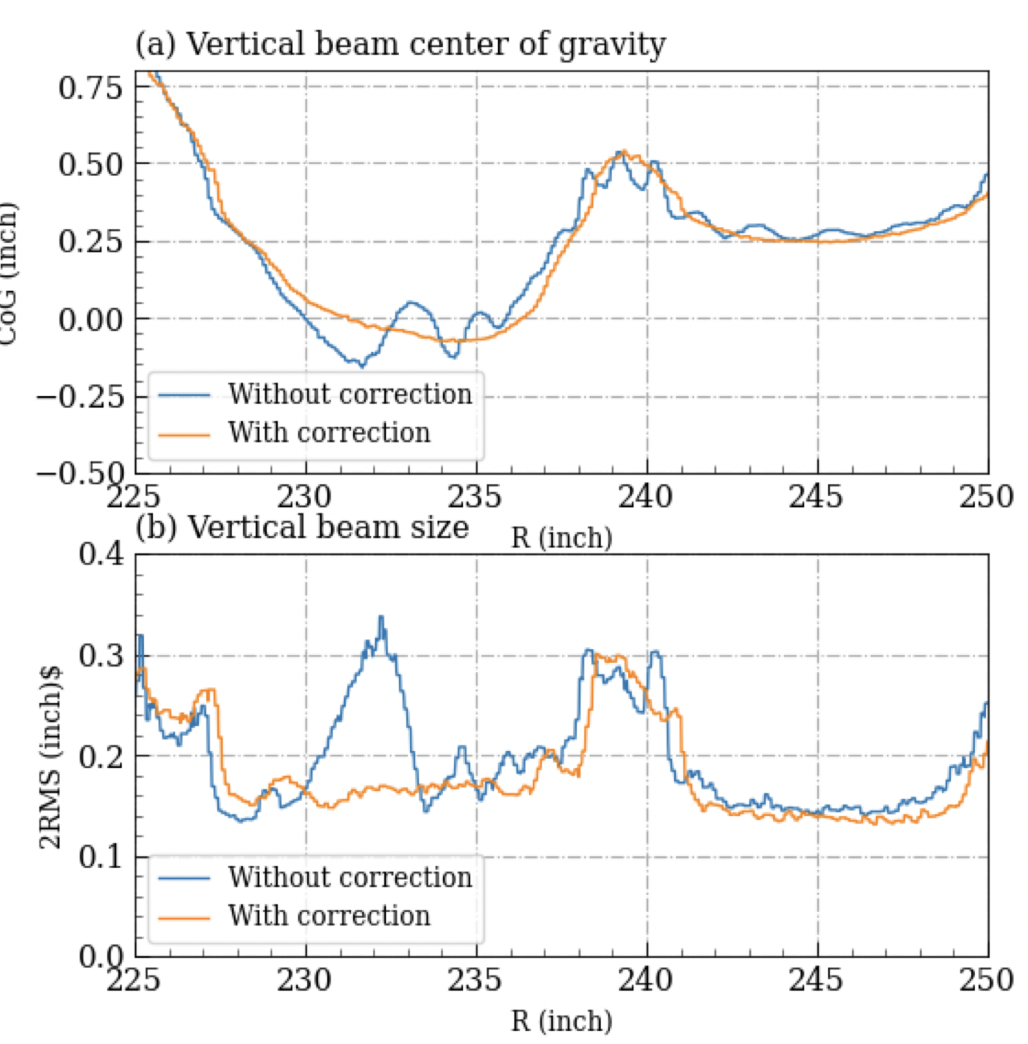 (a) Vertical beam center of gravity
0.75
0.50
0.25
0.00
−0.25
−0.50
CoG (inch)
Without correction
With correction
225 230 235 240 245 250
R (inch)
(b) Vertical beam size
0.4
0.3
0.2
0.1
0.0
2RMS (inch)$
Without correction
With correction
225 230 235 240 245 250
R (inch)